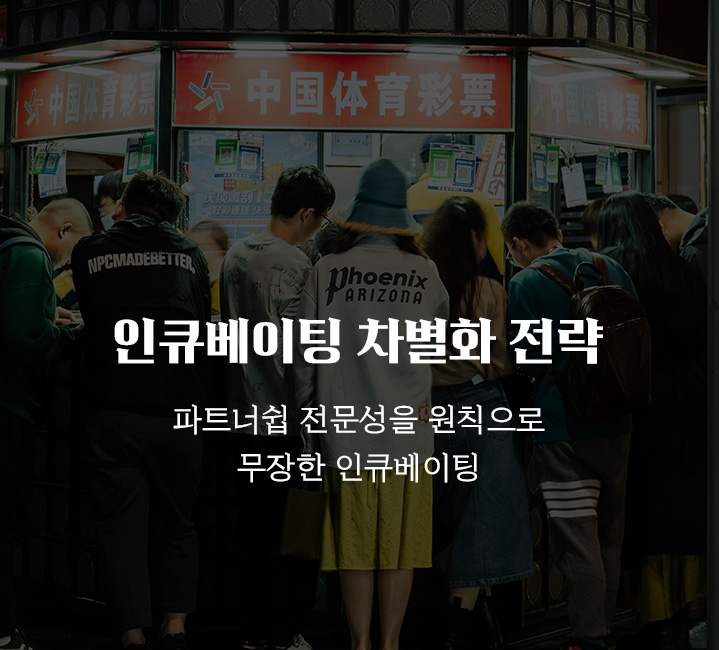 中国体育彩票
中国体育彩票
中国体育彩票
NPCMADEBETTER.
Phoenix
ARIZONA
인큐베이팅 차별화 전략
파트너쉽 전문성을 원칙으로
무장한 인큐베이팅